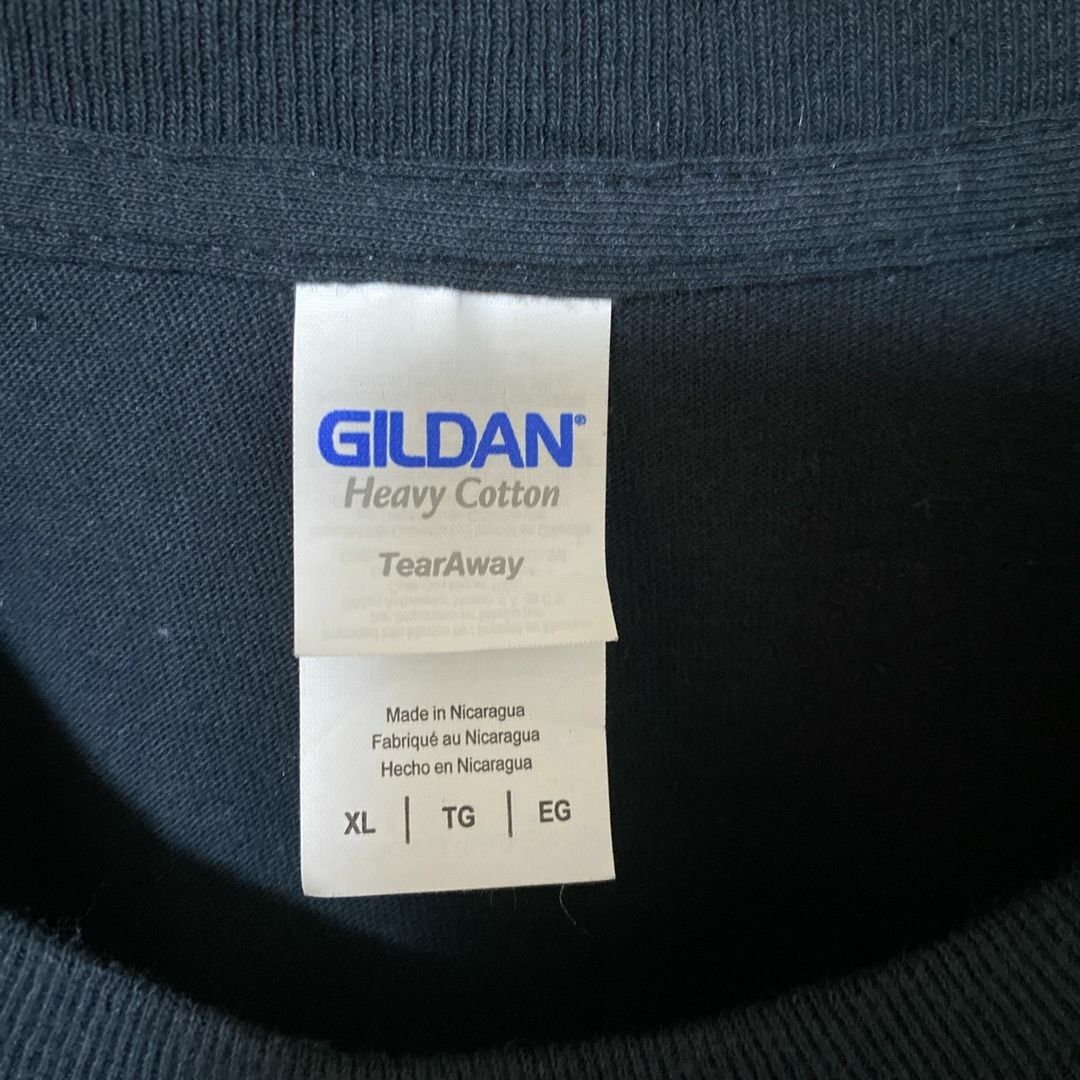 GILDAN®
Heavy Cotton
TearAway
Made in Nicaragua
Fabriqué au Nicaragua
Hecho en Nicaragua
XL | TG | EG